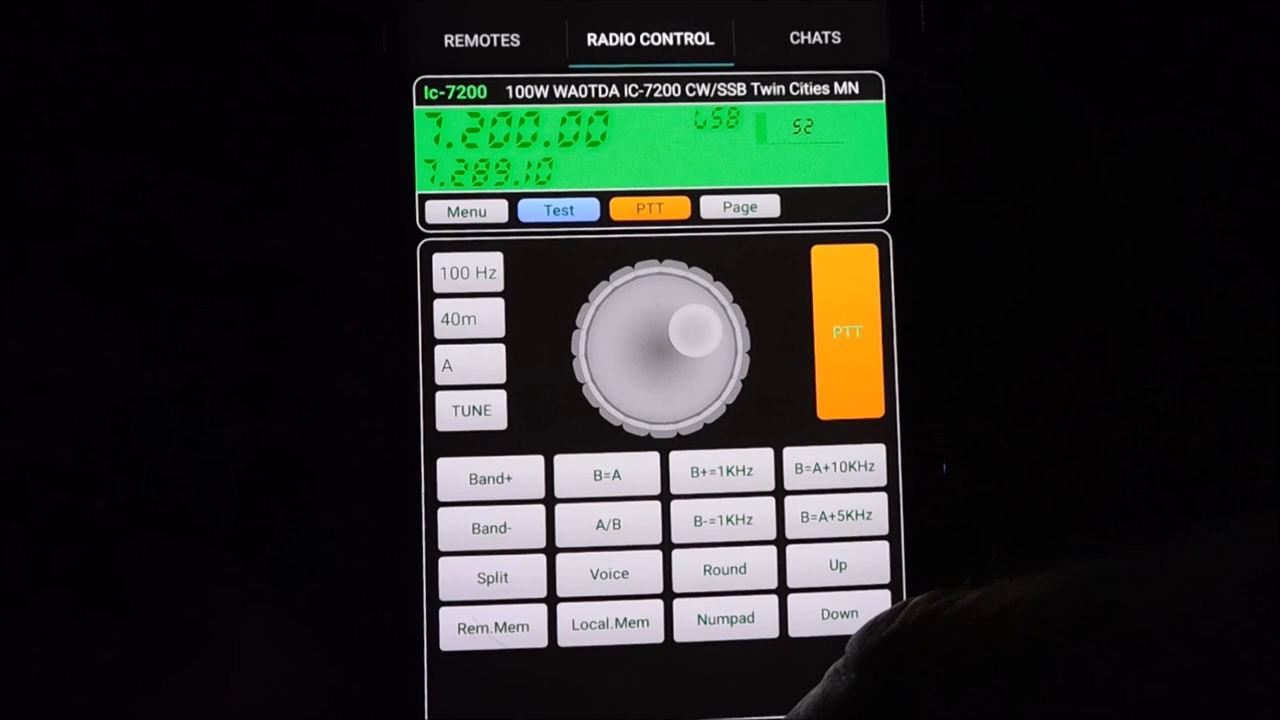 REMOTES RADIO CONTROL CHATS
Ic-7200 100W WA0TDA IC-7200 CW/SSB Twin Cities MN
7.200.00 USB S2
7.289.10
Menu Test PTT Page
100 Hz
40m
A
TUNE
PTT
Band+ B=A B+=1KHz B=A+10KHz
Band- A/B B-=1KHz B=A+5KHz
Split Voice Round Up
Rem.Mem Local.Mem Numpad Down